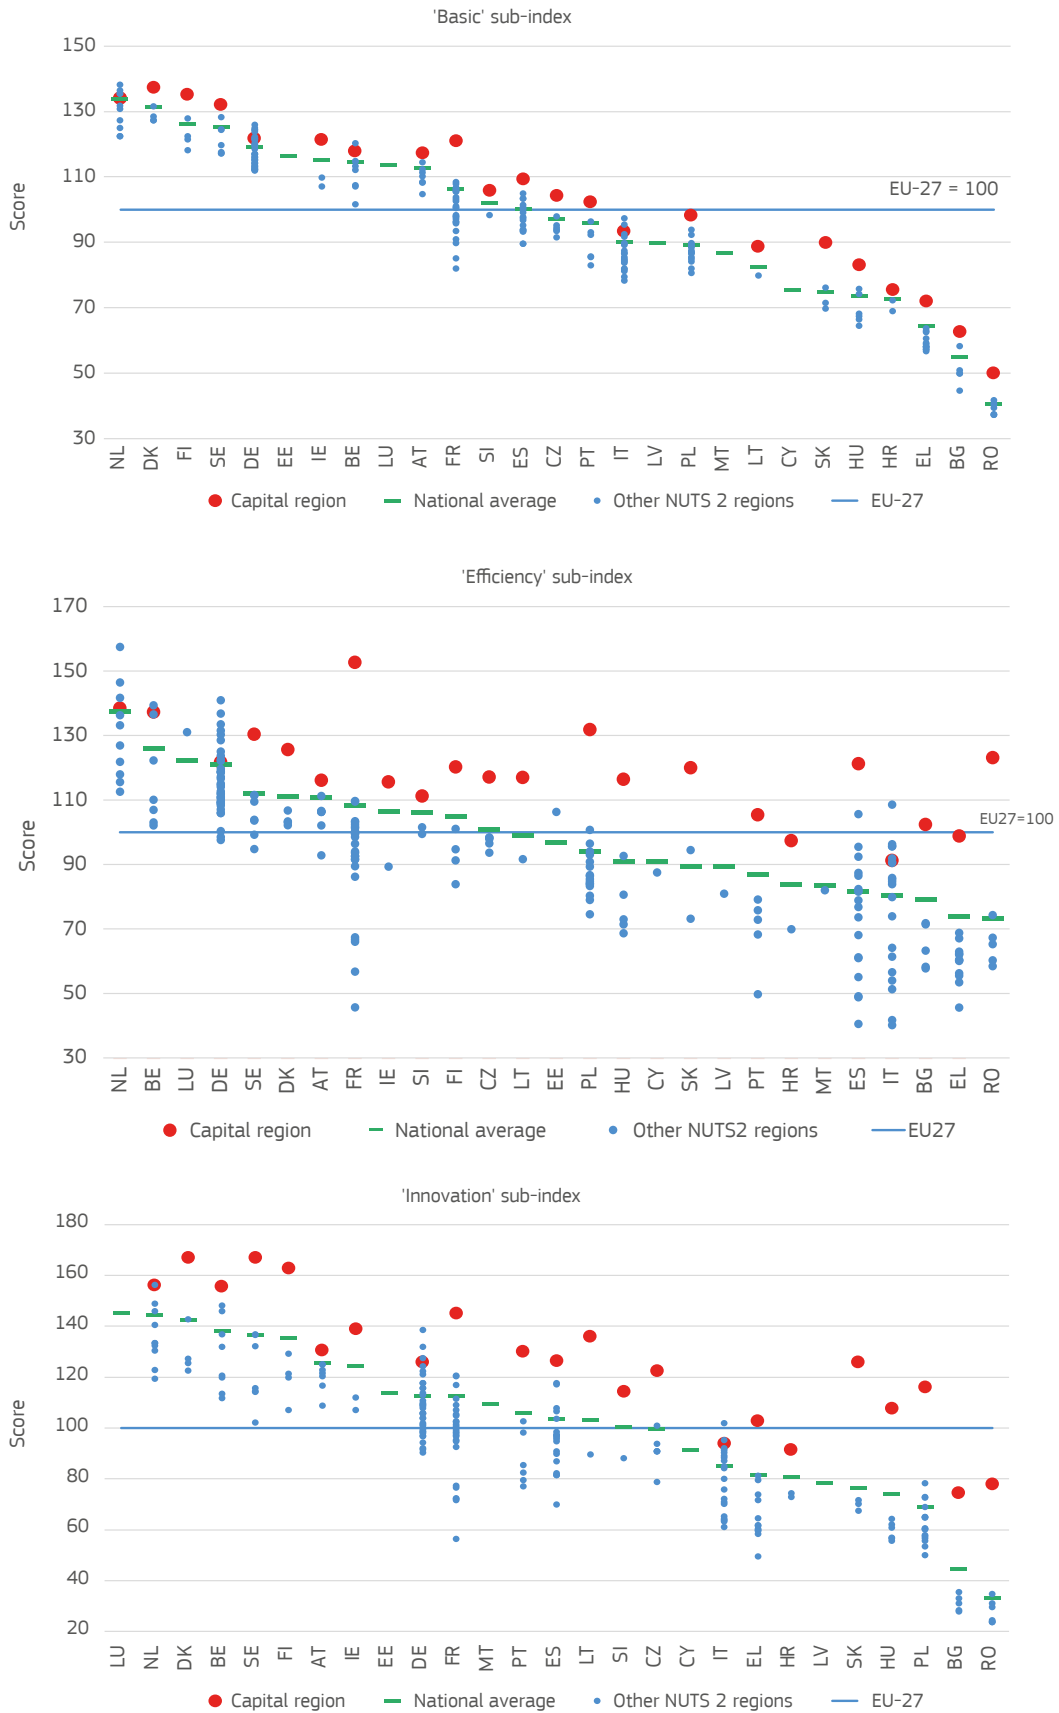 'Basic' sub-index
150
130
110
90
70
50
30
Score
EU-27 = 100
NL DK FI SE DE EE IE BE LU AT FR SI ES CZ PT IT LV PL MT LT CY SK HU HR EL BG RO
Capital region National average Other NUTS 2 regions EU-27
'Efficiency' sub-index
170
150
130
110
90
70
50
30
Score
EU27=100
NL BE LU DE SE DK AT FR IE SI FI CZ LT EE PL HU CY SK LV PT HR MT ES IT BG EL RO
Capital region National average Other NUTS2 regions EU27
'Innovation' sub-index
180
160
140
120
100
80
60
40
20
Score
LU NL DK BE SE FI AT IE EE DE FR MT PT ES LT SI CZ CY IT EL HR LV SK HU PL BG RO
Capital region National average Other NUTS 2 regions EU-27